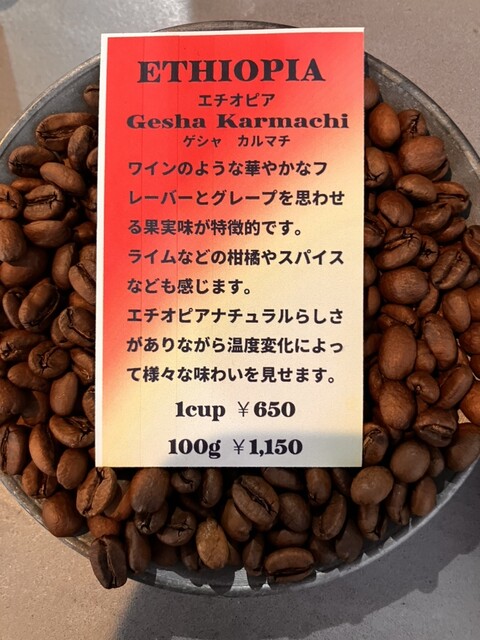 ETHIOPIA
エチオピア
Gesha Karmachi
ゲシャ　カルマチ
ワインのような華やかなフ
レーバーとグレープを思わせ
る果実味が特徴的です。
ライムなどの柑橘やスパイス
なども感じます。
エチオピアナチュラルらしさ
がありながら温度変化によっ
て様々な味わいを見せます。
1cup ￥650
100g ￥1,150